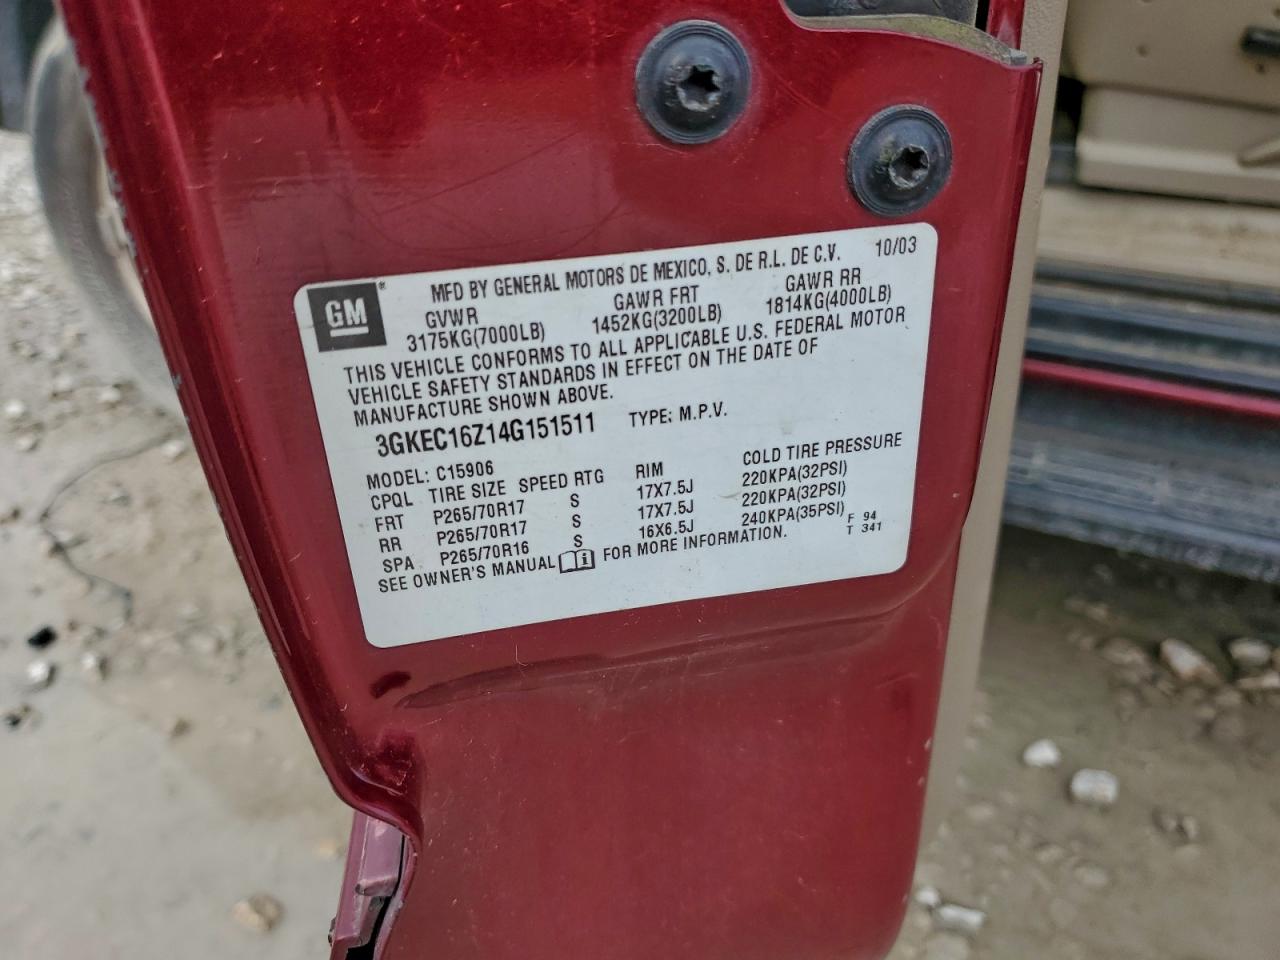 GM ® MFD BY GENERAL MOTORS DE MEXICO, S. DE R.L. DE C.V. 10/03
GVWR GAWR FRT GAWR RR
3175KG(7000LB) 1452KG(3200LB) 1814KG(4000LB)
THIS VEHICLE CONFORMS TO ALL APPLICABLE U.S. FEDERAL MOTOR
VEHICLE SAFETY STANDARDS IN EFFECT ON THE DATE OF
MANUFACTURE SHOWN ABOVE.
3GKEC16Z14G151511 TYPE: M.P.V.
MODEL: C15906
CPQL TIRE SIZE SPEED RTG RIM COLD TIRE PRESSURE
FRT P265/70R17 S 17X7.5J 220KPA(32PSI)
RR P265/70R17 S 17X7.5J 220KPA(32PSI)
SPA P265/70R16 S 16X6.5J 240KPA(35PSI) F 94
SEE OWNER'S MANUAL FOR MORE INFORMATION. T 341